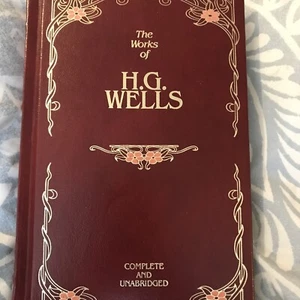 The
Works
of
H.G.
WELLS
COMPLETE
AND
UNABRIDGED